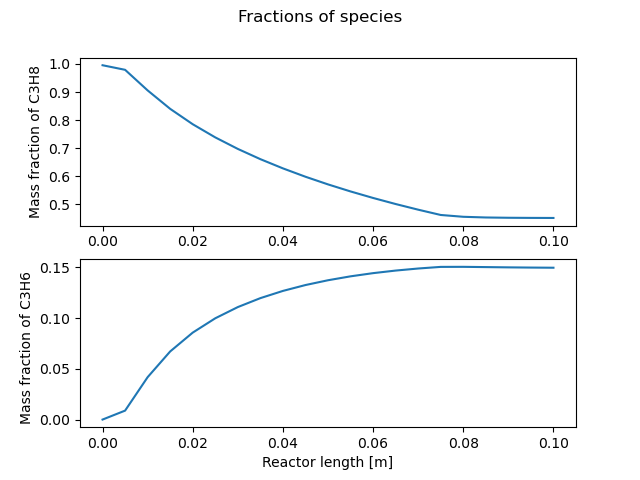 Fractions of species
Mass fraction of C3H8
1.0
0.9
0.8
0.7
0.6
0.5
0.00 0.02 0.04 0.06 0.08 0.10
Mass fraction of C3H6
0.15
0.10
0.05
0.00
0.00 0.02 0.04 0.06 0.08 0.10
Reactor length [m]